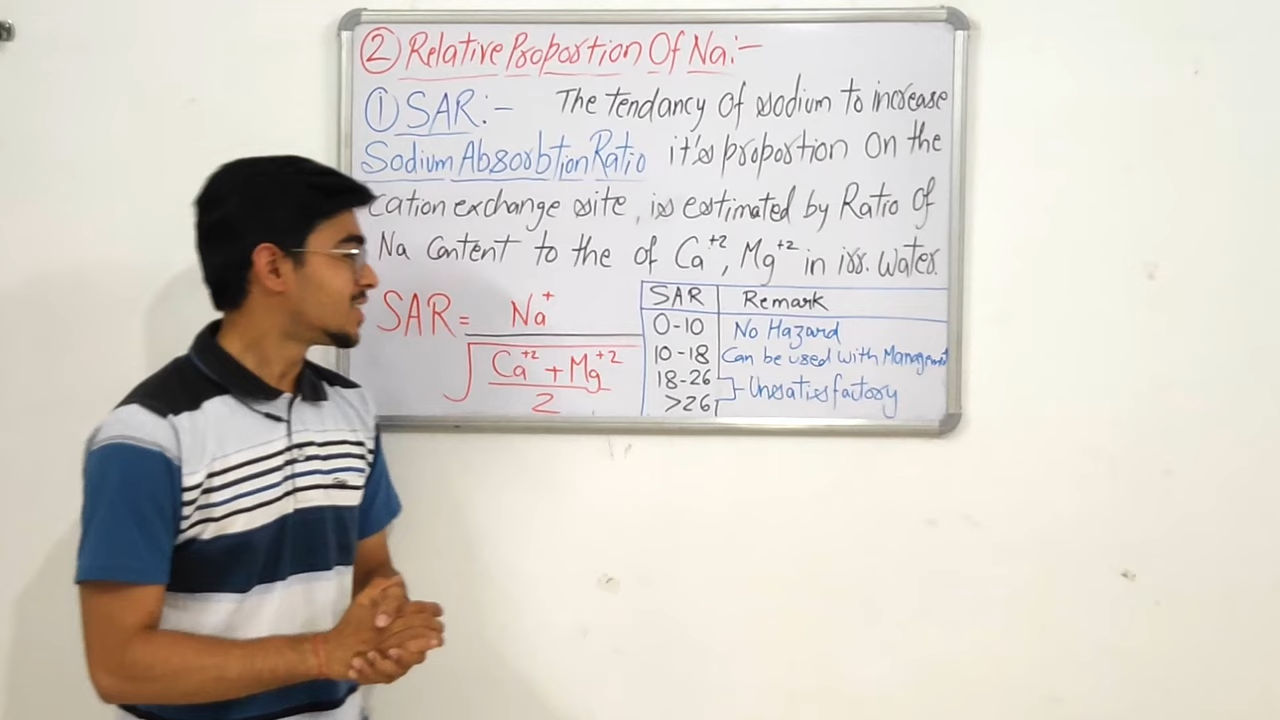 ② Relative Proportion Of Na:-
① SAR:- The tendancy of sodium to increase
Sodium Absorbtion Ratio it's proportion on the
cation exchange site, is estimated by Ratio of
Na Content to the of Ca+2, Mg+2 in irr. water.
SAR = Na+
Ca+2 + Mg+2
2
SAR Remark
0-10 No Hazard
10-18 Can be used with Management
18-26 Unsatisfactory
>26